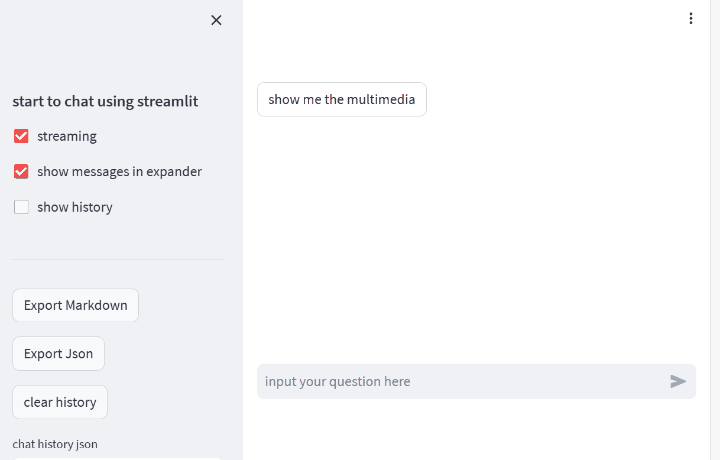 start to chat using streamlit
streaming
show messages in expander
show history
Export Markdown
Export Json
clear history
chat history json
show me the multimedia
input your question here